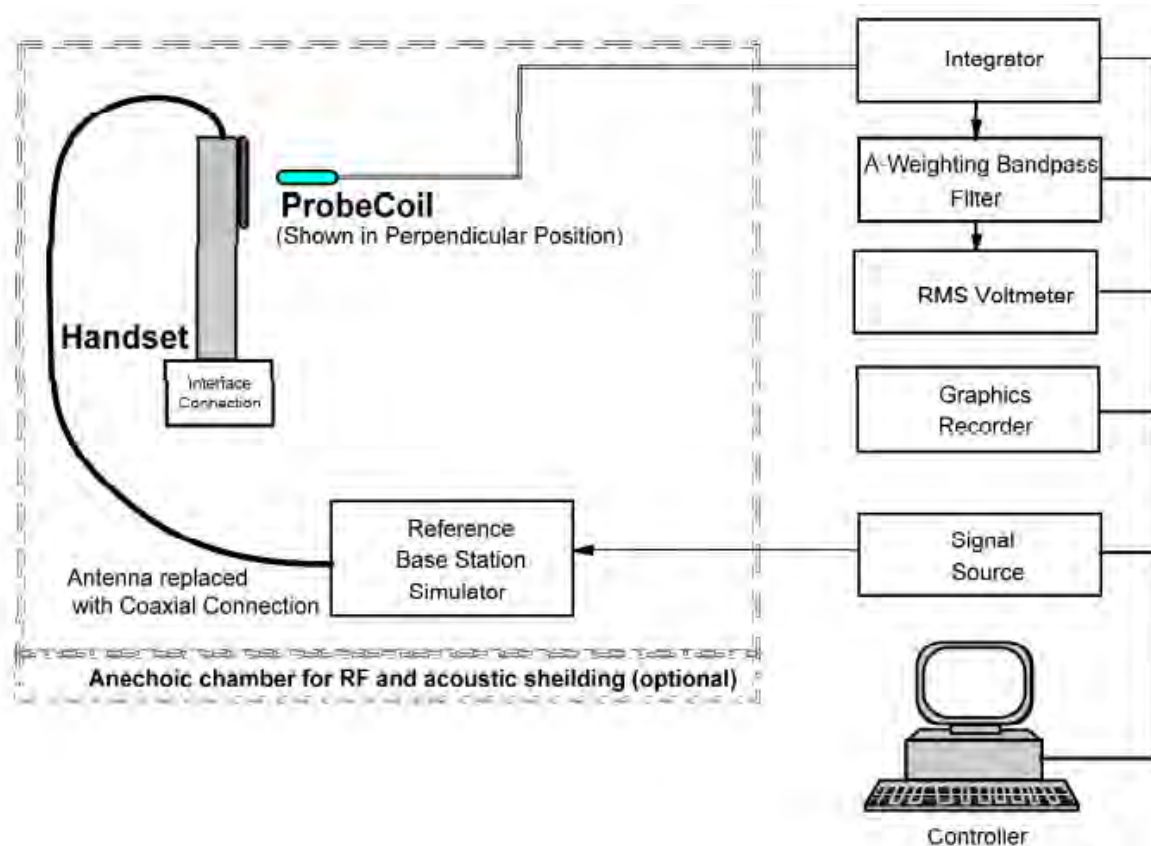 Integrator
A-Weighting Bandpass
Filter
RMS Voltmeter
Graphics
Recorder
Signal
Source
Controller
ProbeCoil
(Shown in Perpendicular Position)
Handset
Interface
Connection
Reference
Base Station
Simulator
Antenna replaced
with Coaxial Connection
Anechoic chamber for RF and acoustic sheilding (optional)